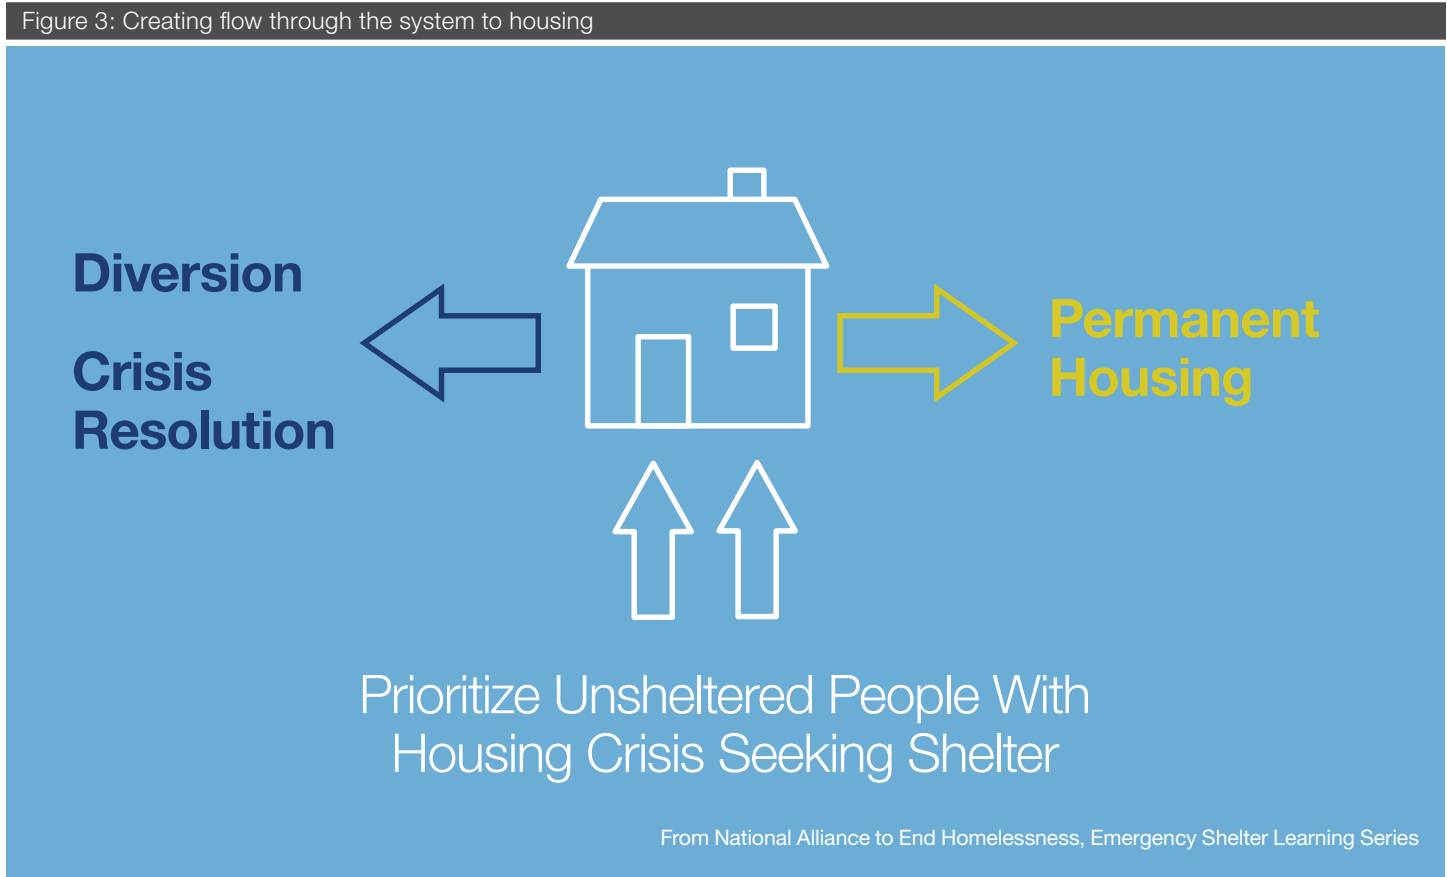 Figure 3: Creating flow through the system to housing
Diversion
Crisis
Resolution
Permanent
Housing
Prioritize Unsheltered People With
Housing Crisis Seeking Shelter
From National Alliance to End Homelessness, Emergency Shelter Learning Series